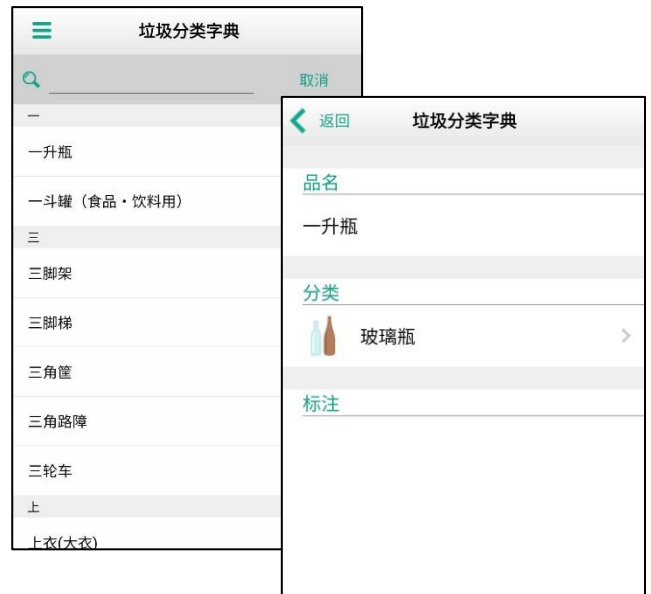 垃圾分类字典
取消
一
一升瓶
一斗罐（食品・饮料用）
三
三脚架
三脚梯
三角筐
三角路障
三轮车
上
上衣(大衣)
返回
垃圾分类字典
品名
一升瓶
分类
玻璃瓶
标注